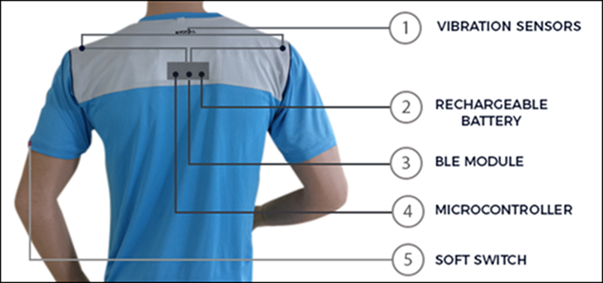 1 VIBRATION SENSORS
2 RECHARGEABLE
BATTERY
3 BLE MODULE
4 MICROCONTROLLER
5 SOFT SWITCH